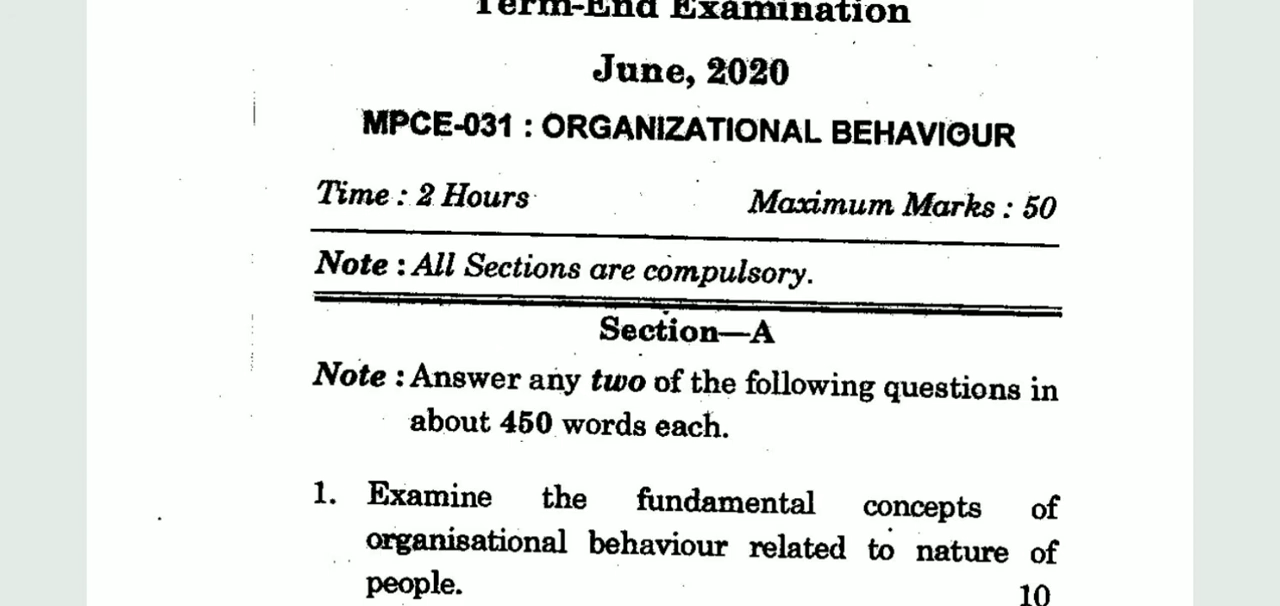 Term-End Examination
June, 2020
MPCE-031 : ORGANIZATIONAL BEHAVIOUR
Time : 2 Hours Maximum Marks : 50
Note : All Sections are compulsory.
Section—A
Note : Answer any two of the following questions in
about 450 words each.
1. Examine the fundamental concepts of
organisational behaviour related to nature of
people. 10